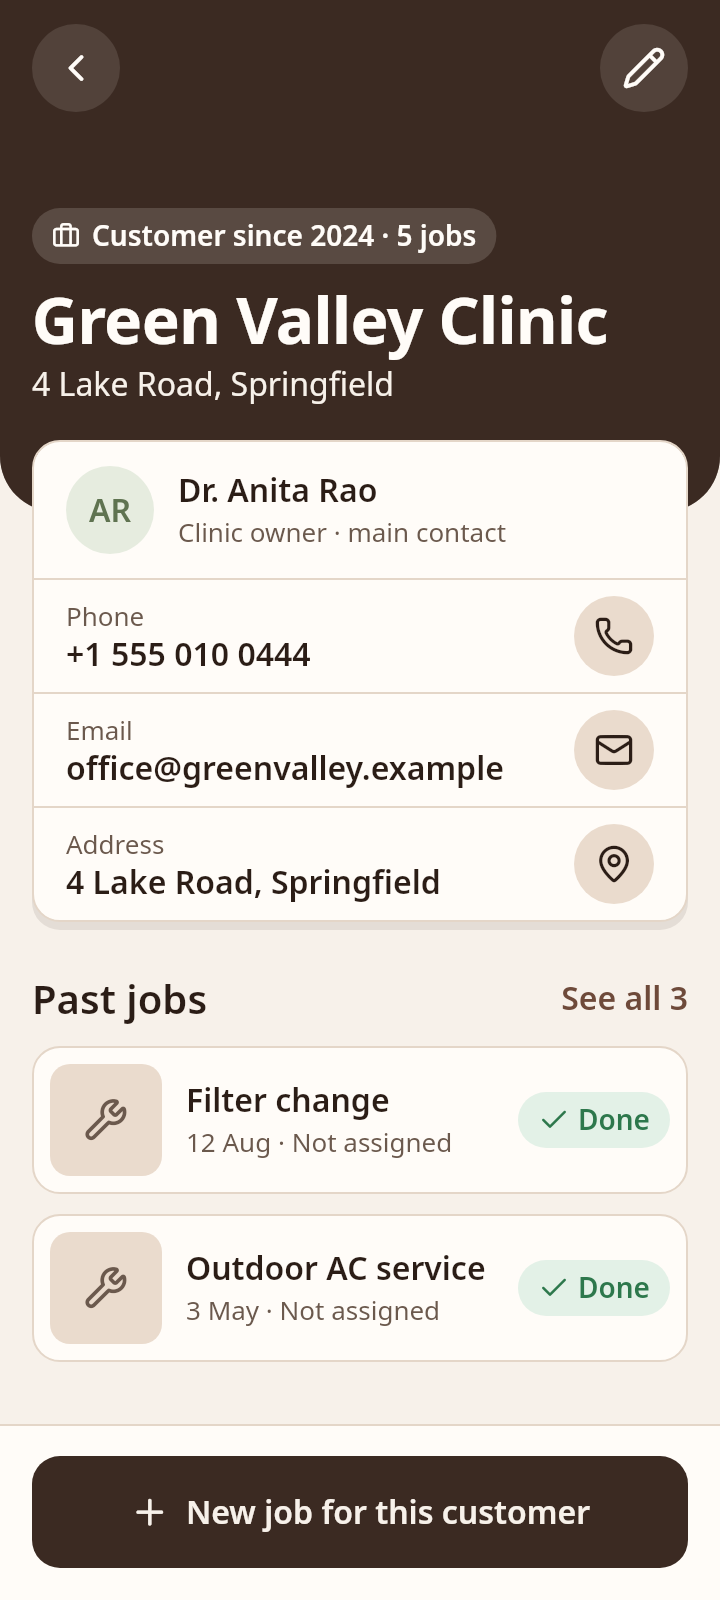 Customer since 2024 · 5 jobs
Green Valley Clinic
4 Lake Road, Springfield
AR
Dr. Anita Rao
Clinic owner · main contact
Phone
+1 555 010 0444
Email
office@greenvalley.example
Address
4 Lake Road, Springfield
Past jobs
See all 3
Filter change
12 Aug · Not assigned
Done
Outdoor AC service
3 May · Not assigned
Done
New job for this customer